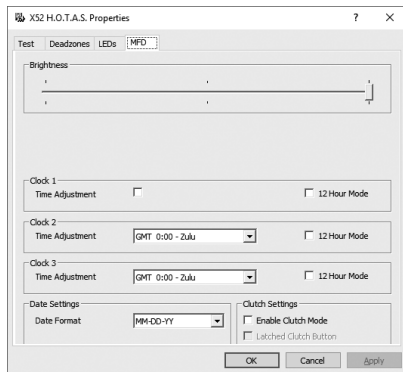 X52 H.O.T.A.S. Properties ? X
Test Deadzones LEDs MFD
Brightness
Clock 1
Time Adjustment 12 Hour Mode
Clock 2
Time Adjustment GMT 0:00 - Zulu 12 Hour Mode
Clock 3
Time Adjustment GMT 0:00 - Zulu 12 Hour Mode
Date Settings Clutch Settings
Date Format MM-DD-YY Enable Clutch Mode
Latched Clutch Button
OK Cancel Apply